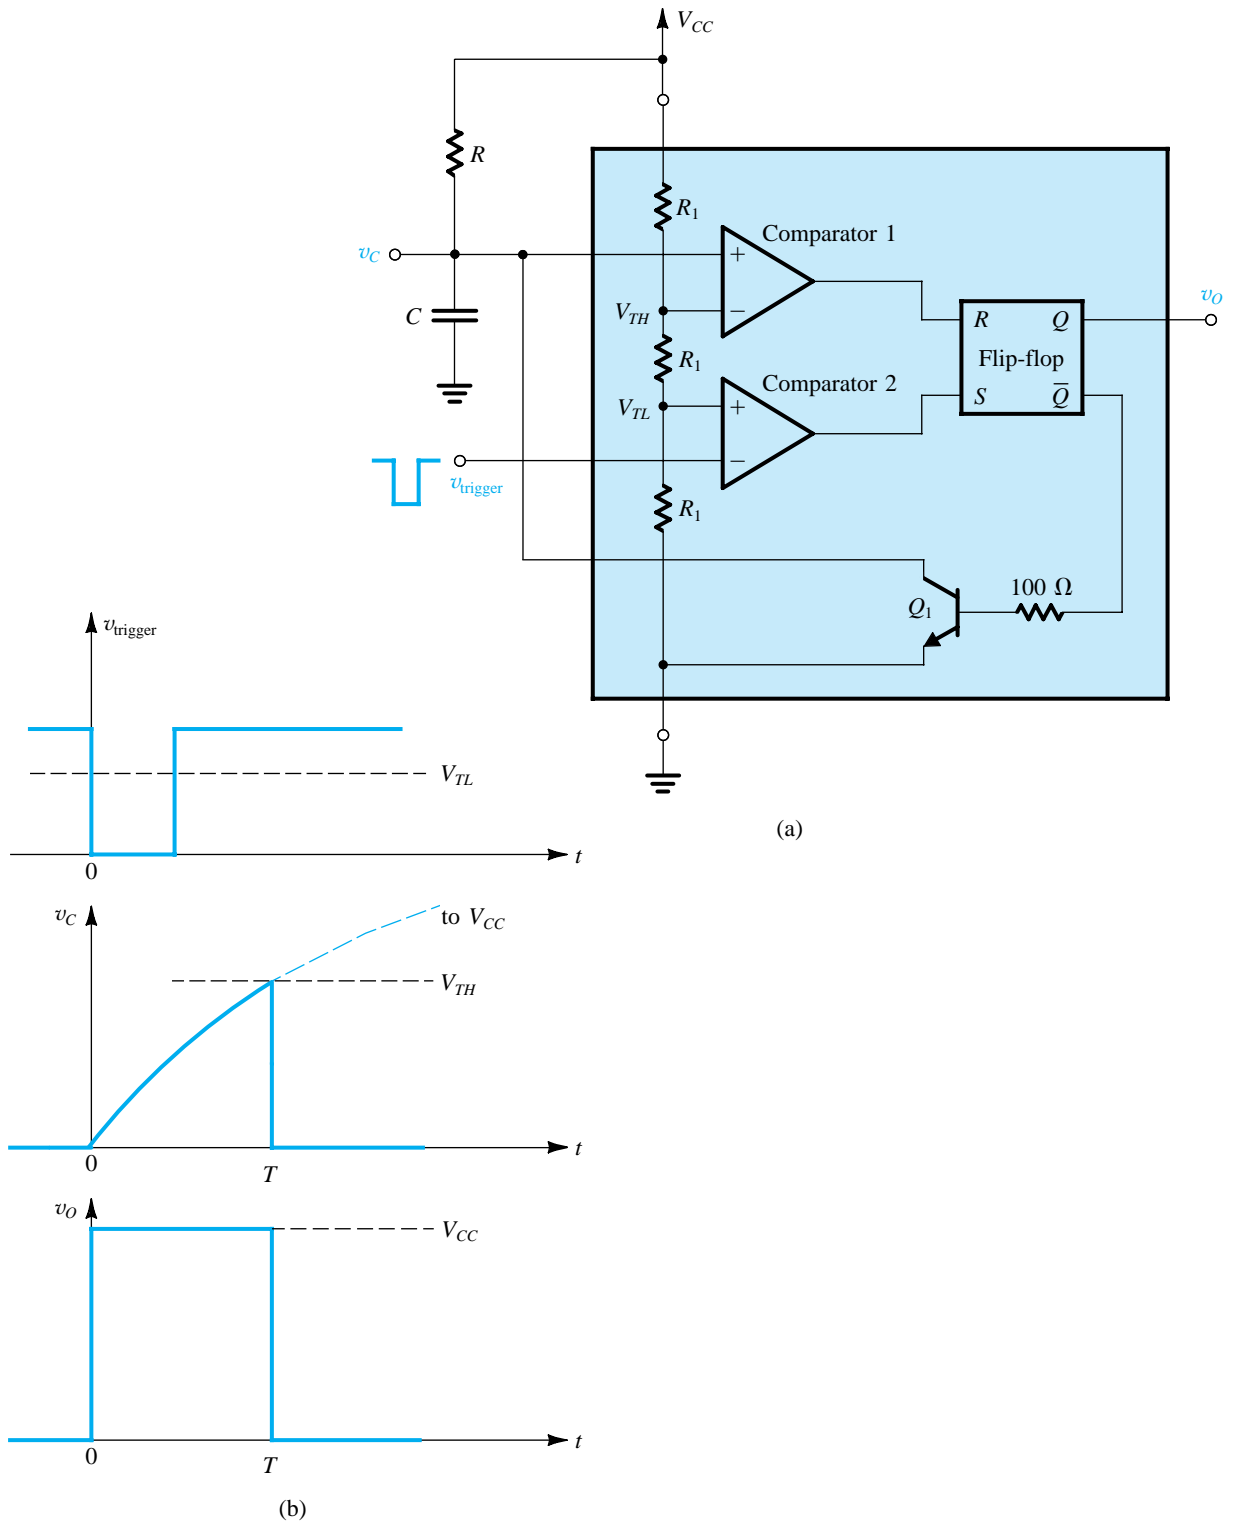 V_CC
R
R_1
Comparator 1
v_C
C
V_TH
+
−
R Q
v_O
Flip-flop
S Q̅
R_1
Comparator 2
V_TL
+
−
v_trigger
R_1
100 Ω
Q_1
(a)
v_trigger
V_TL
0
t
v_C
to V_CC
V_TH
0
T
t
v_O
V_CC
0
T
t
(b)